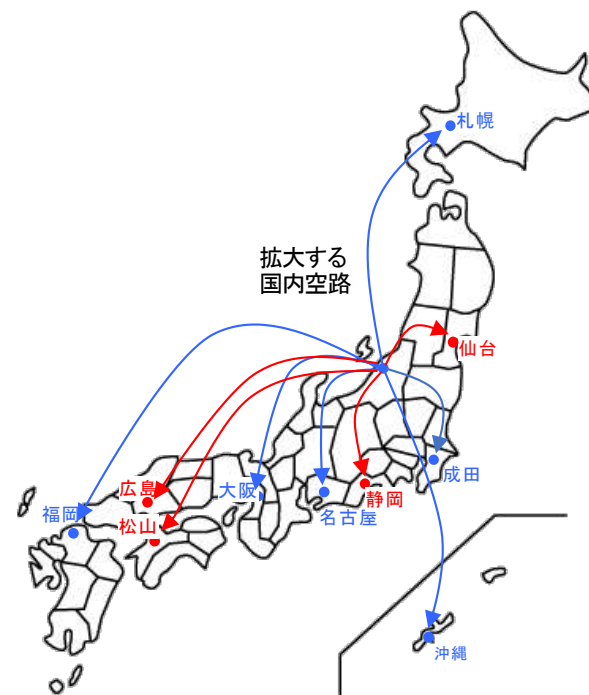 札幌
拡大する
国内空路
仙台
成田
大阪
広島
静岡
福岡
名古屋
松山
沖縄